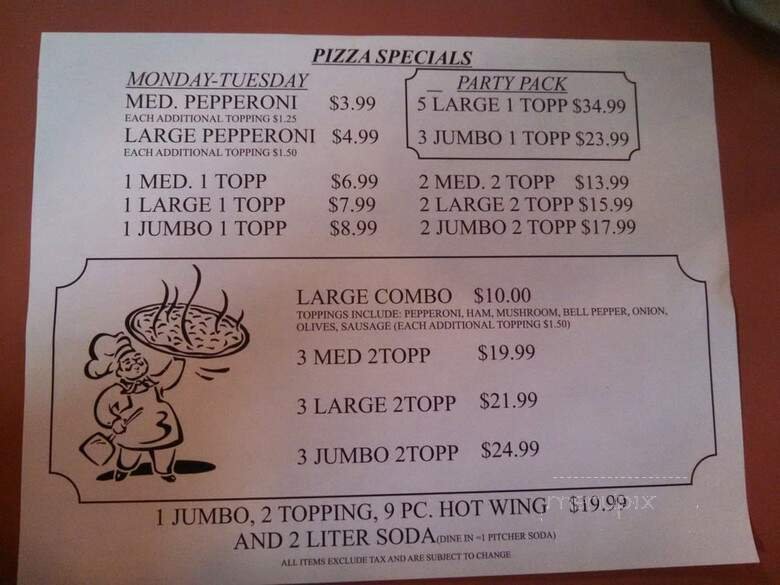 PIZZA SPECIALS
MONDAY-TUESDAY
MED. PEPPERONI $3.99
EACH ADDITIONAL TOPPING $1.25
LARGE PEPPERONI $4.99
EACH ADDITIONAL TOPPING $1.50
PARTY PACK
5 LARGE 1 TOPP $34.99
3 JUMBO 1 TOPP $23.99
1 MED. 1 TOPP $6.99
1 LARGE 1 TOPP $7.99
1 JUMBO 1 TOPP $8.99
2 MED. 2 TOPP $13.99
2 LARGE 2 TOPP $15.99
2 JUMBO 2 TOPP $17.99
LARGE COMBO $10.00
TOPPINGS INCLUDE: PEPPERONI, HAM, MUSHROOM, BELL PEPPER, ONION,
OLIVES, SAUSAGE (EACH ADDITIONAL TOPPING $1.50)
3 MED 2TOPP $19.99
3 LARGE 2TOPP $21.99
3 JUMBO 2TOPP $24.99
1 JUMBO, 2 TOPPING, 9 PC. HOT WING $19.99
AND 2 LITER SODA (DINE IN =1 PITCHER SODA)
ALL ITEMS EXCLUDE TAX AND ARE SUBJECT TO CHANGE